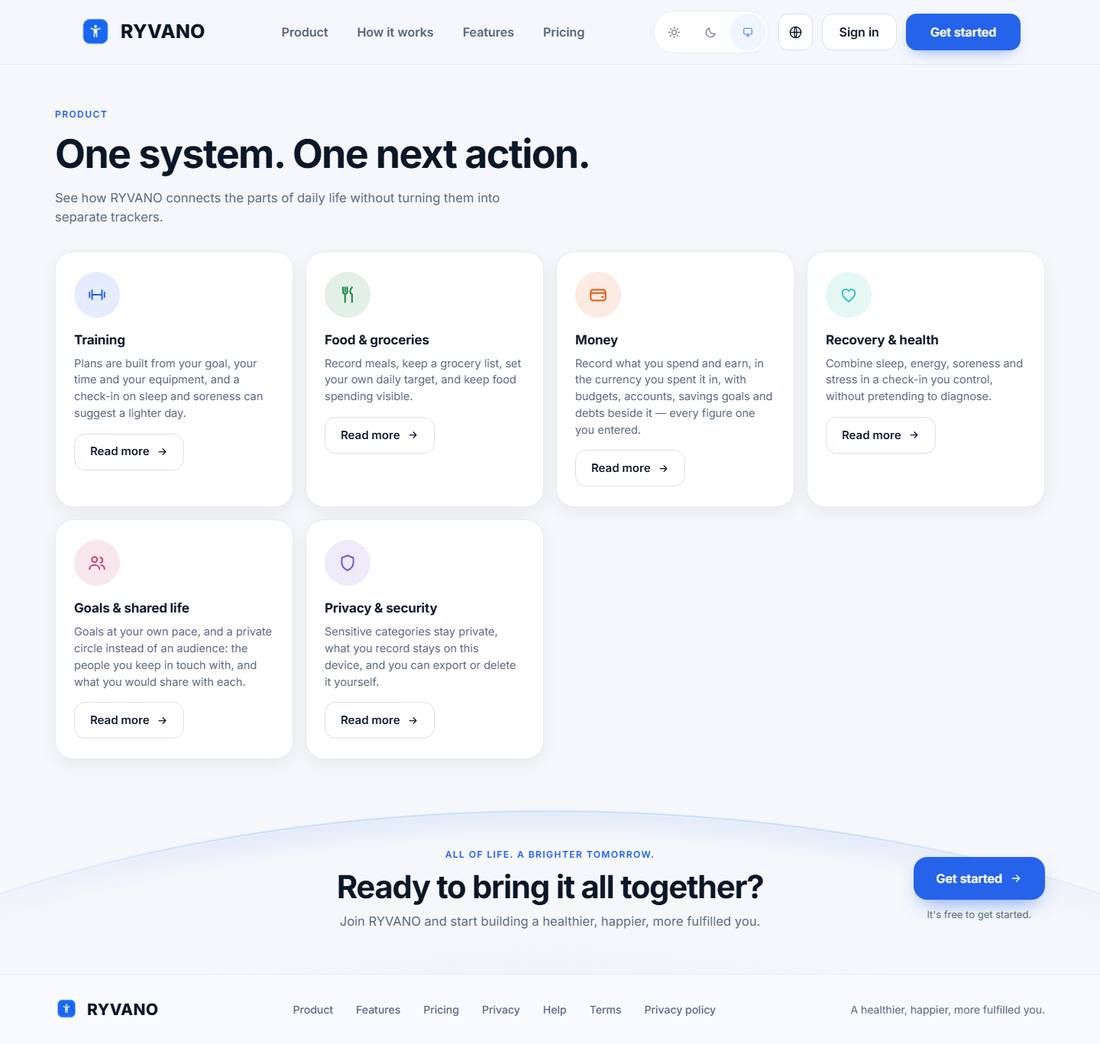 RYVANO
Product
How it works
Features
Pricing
Sign in
Get started
PRODUCT
One system. One next action.
See how RYVANO connects the parts of daily life without turning them into
separate trackers.
Training
Plans are built from your goal, your
time and your equipment, and a
check-in on sleep and soreness can
suggest a lighter day.
Read more →
Food & groceries
Record meals, keep a grocery list, set
your own daily target, and keep food
spending visible.
Read more →
Money
Record what you spend and earn, in
the currency you spent it in, with
budgets, accounts, savings goals and
debts beside it — every figure one
you entered.
Read more →
Recovery & health
Combine sleep, energy, soreness and
stress in a check-in you control,
without pretending to diagnose.
Read more →
Goals & shared life
Goals at your own pace, and a private
circle instead of an audience: the
people you keep in touch with, and
what you would share with each.
Read more →
Privacy & security
Sensitive categories stay private,
what you record stays on this
device, and you can export or delete
it yourself.
Read more →
ALL OF LIFE. A BRIGHTER TOMORROW.
Ready to bring it all together?
Join RYVANO and start building a healthier, happier, more fulfilled you.
Get started →
It's free to get started.
RYVANO
Product
Features
Pricing
Privacy
Help
Terms
Privacy policy
A healthier, happier, more fulfilled you.